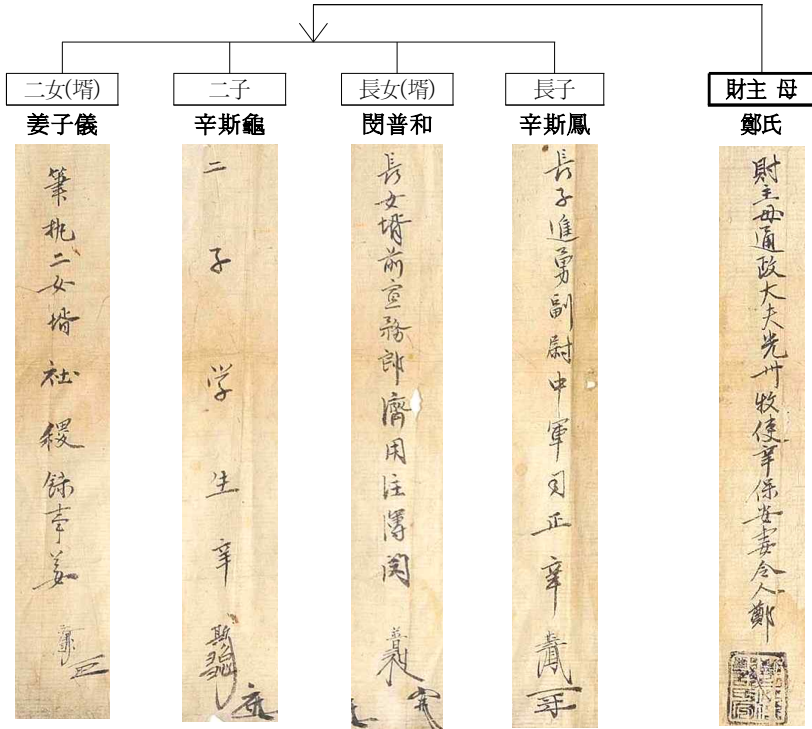 財主 母
鄭氏
財主母通政大夫光州牧使辛保安妻令人鄭
長子
辛斯鳳
長子進勇副尉中軍司正辛
長女(壻)
閔普和
長女壻前宣務郎濟用注簿閔 普和
二子
辛斯龜
二子学生辛 斯龜
二女(壻)
姜子儀
筆執二女壻社稷錄事姜